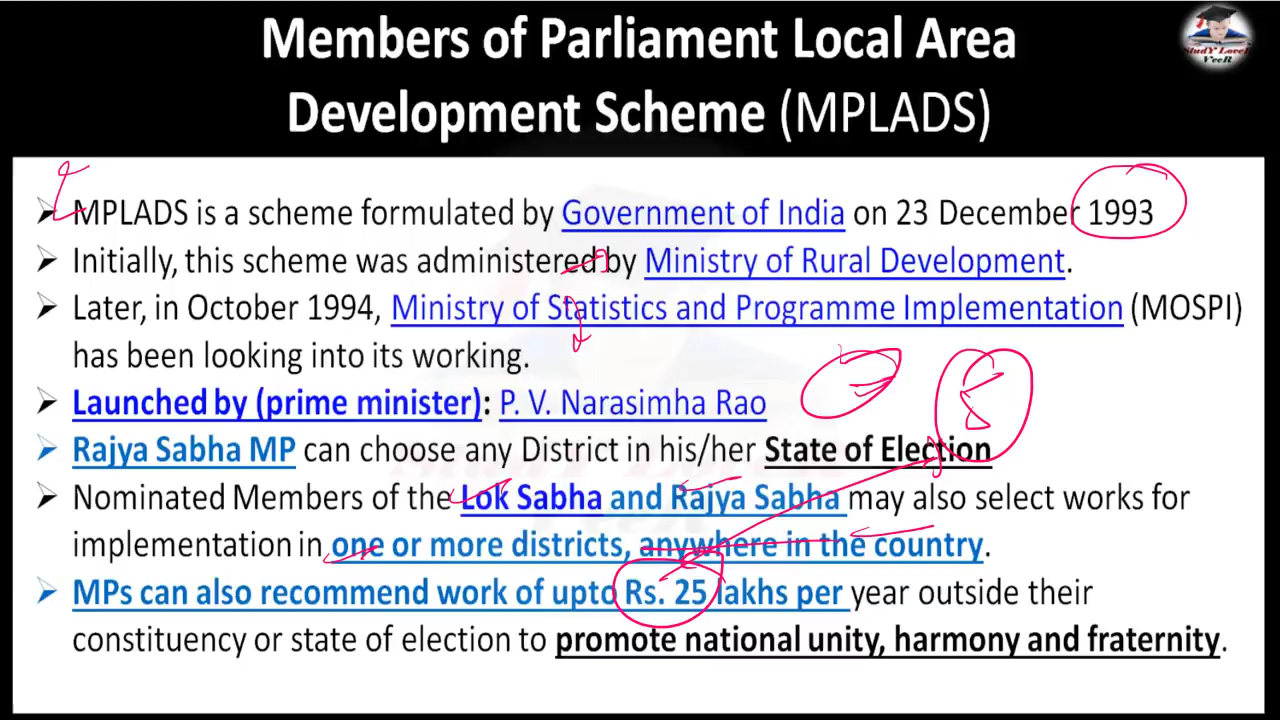 Members of Parliament Local Area
Development Scheme (MPLADS)
StudY LoveR
VeeR
MPLADS is a scheme formulated by Government of India on 23 December 1993
Initially, this scheme was administered by Ministry of Rural Development.
Later, in October 1994, Ministry of Statistics and Programme Implementation (MOSPI)
has been looking into its working.
Launched by (prime minister): P. V. Narasimha Rao
Rajya Sabha MP can choose any District in his/her State of Election
Nominated Members of the Lok Sabha and Rajya Sabha may also select works for
implementation in one or more districts, anywhere in the country.
MPs can also recommend work of upto Rs. 25 lakhs per year outside their
constituency or state of election to promote national unity, harmony and fraternity.